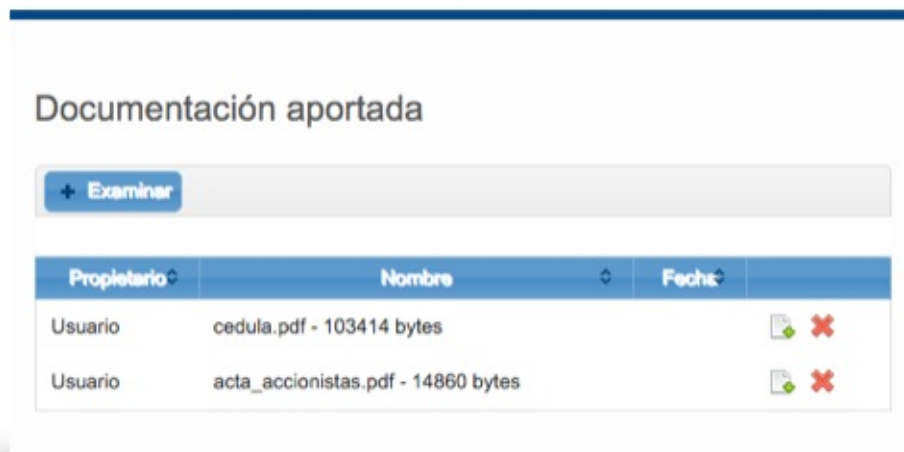 Documentación aportada
+ Examinar
Propietario Nombre Fecha
Usuario cedula.pdf - 103414 bytes
Usuario acta_accionistas.pdf - 14860 bytes